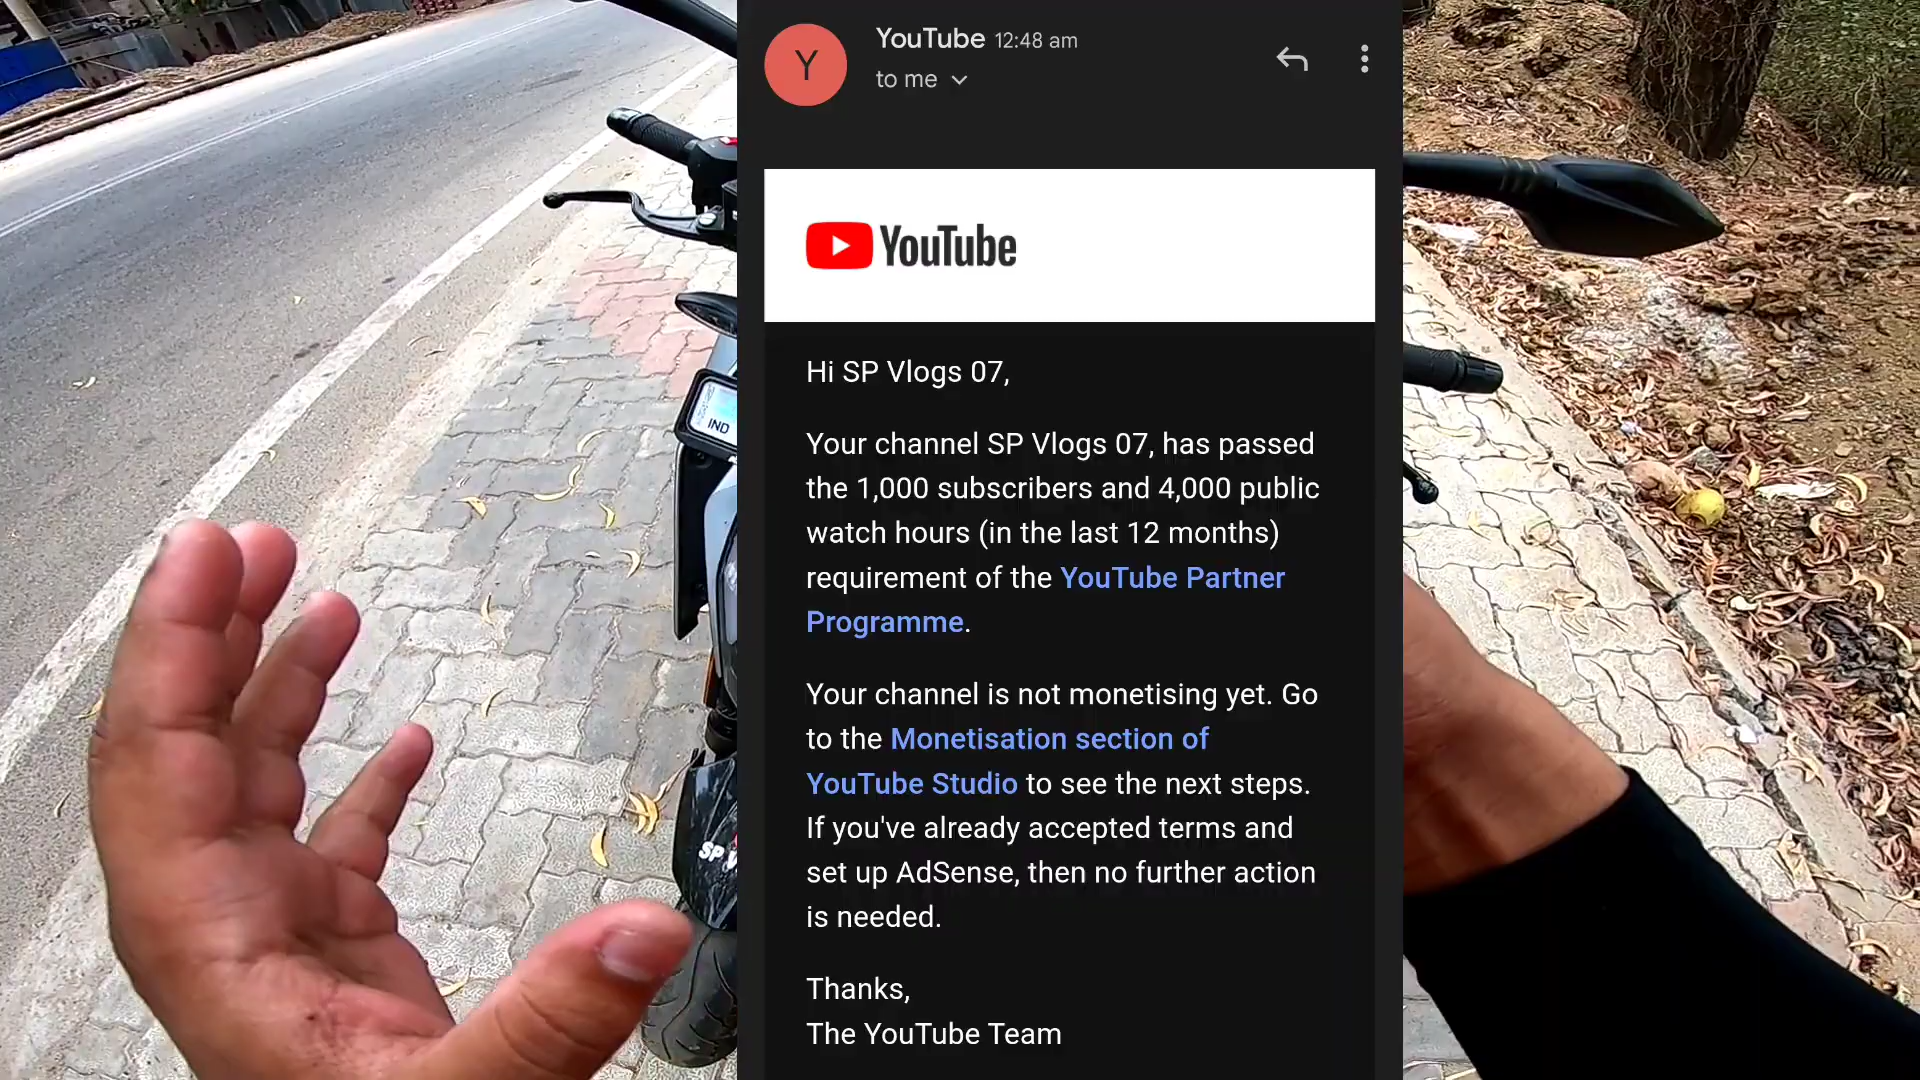 YouTube 12:48 am
to me
Y
YouTube
Hi SP Vlogs 07,
Your channel SP Vlogs 07, has passed
the 1,000 subscribers and 4,000 public
watch hours (in the last 12 months)
requirement of the YouTube Partner
Programme.
Your channel is not monetising yet. Go
to the Monetisation section of
YouTube Studio to see the next steps.
If you've already accepted terms and
set up AdSense, then no further action
is needed.
Thanks,
The YouTube Team
IND
SP V